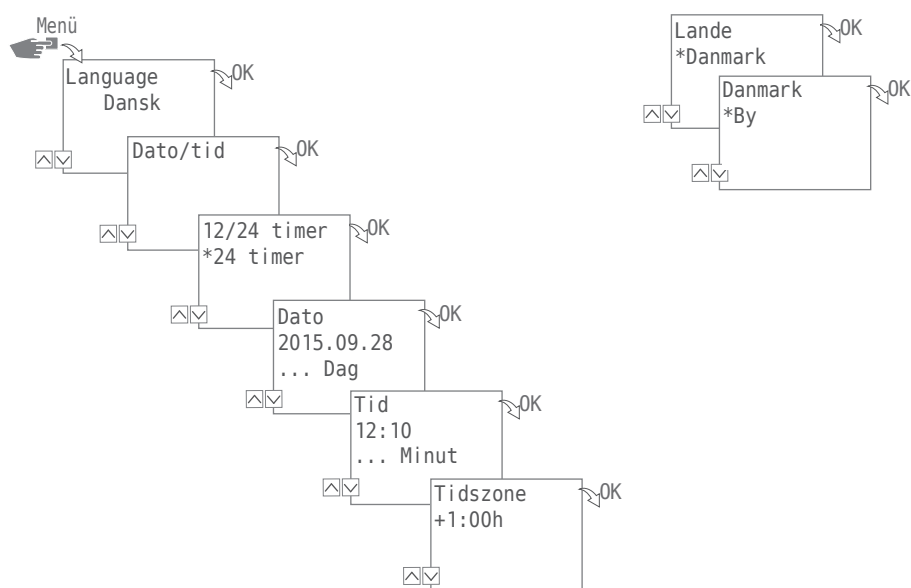 Menü
Language
Dansk
OK
Dato/tid
OK
12/24 timer
*24 timer
OK
Dato
2015.09.28
... Dag
OK
Tid
12:10
... Minut
OK
Tidszone
+1:00h
OK
Lande
*Danmark
OK
Danmark
*By
OK